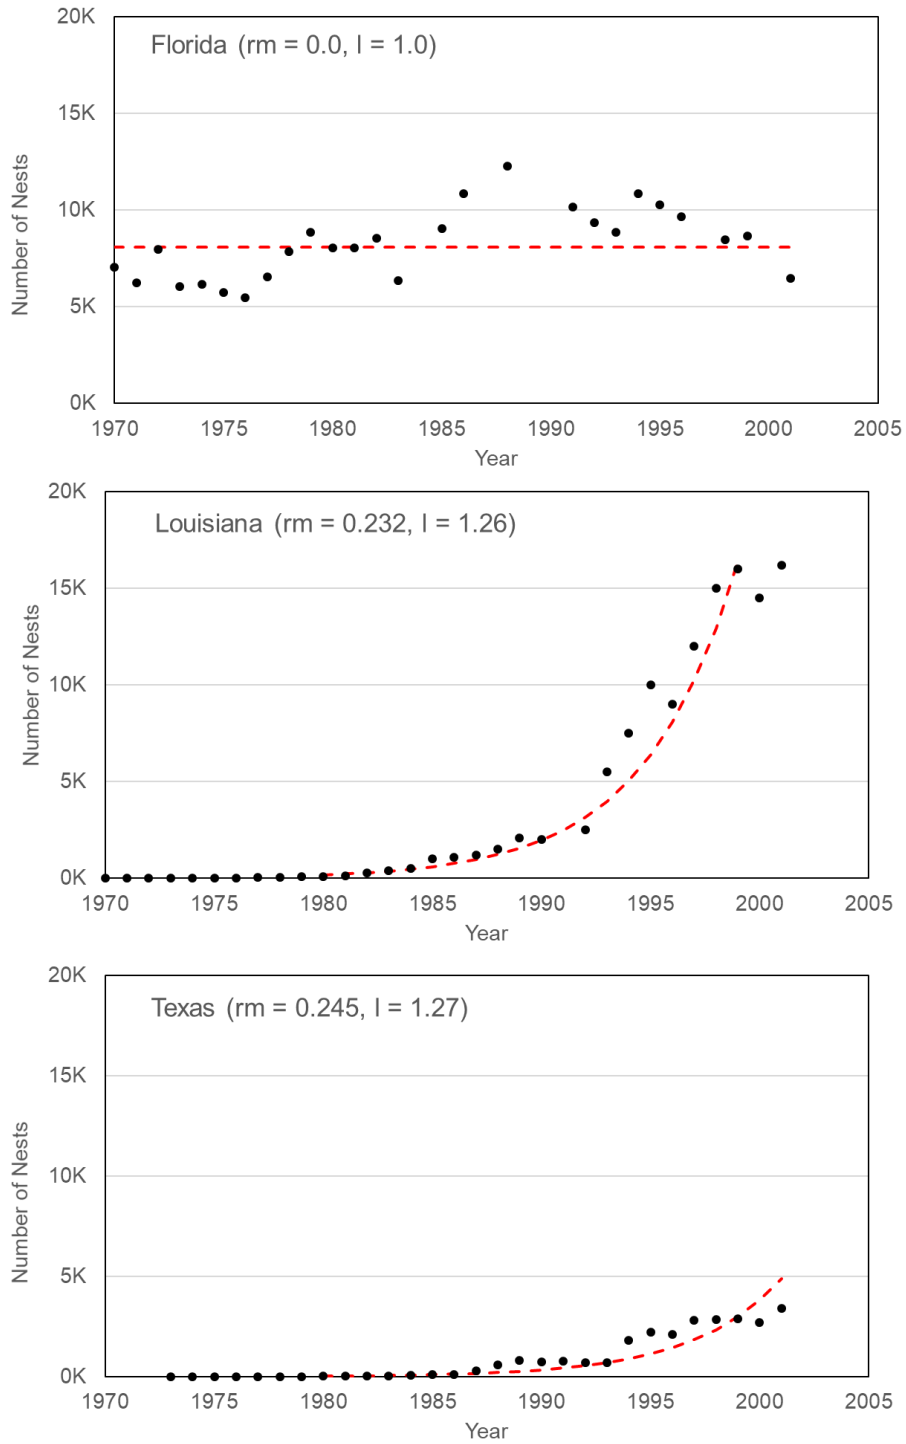 20K
Florida (rm = 0.0, l = 1.0)
15K
10K
5K
0K
Number of Nests
1970 1975 1980 1985 1990 1995 2000 2005
Year
20K
Louisiana (rm = 0.232, l = 1.26)
15K
10K
5K
0K
Number of Nests
1970 1975 1980 1985 1990 1995 2000 2005
Year
20K
Texas (rm = 0.245, l = 1.27)
15K
10K
5K
0K
Number of Nests
1970 1975 1980 1985 1990 1995 2000 2005
Year